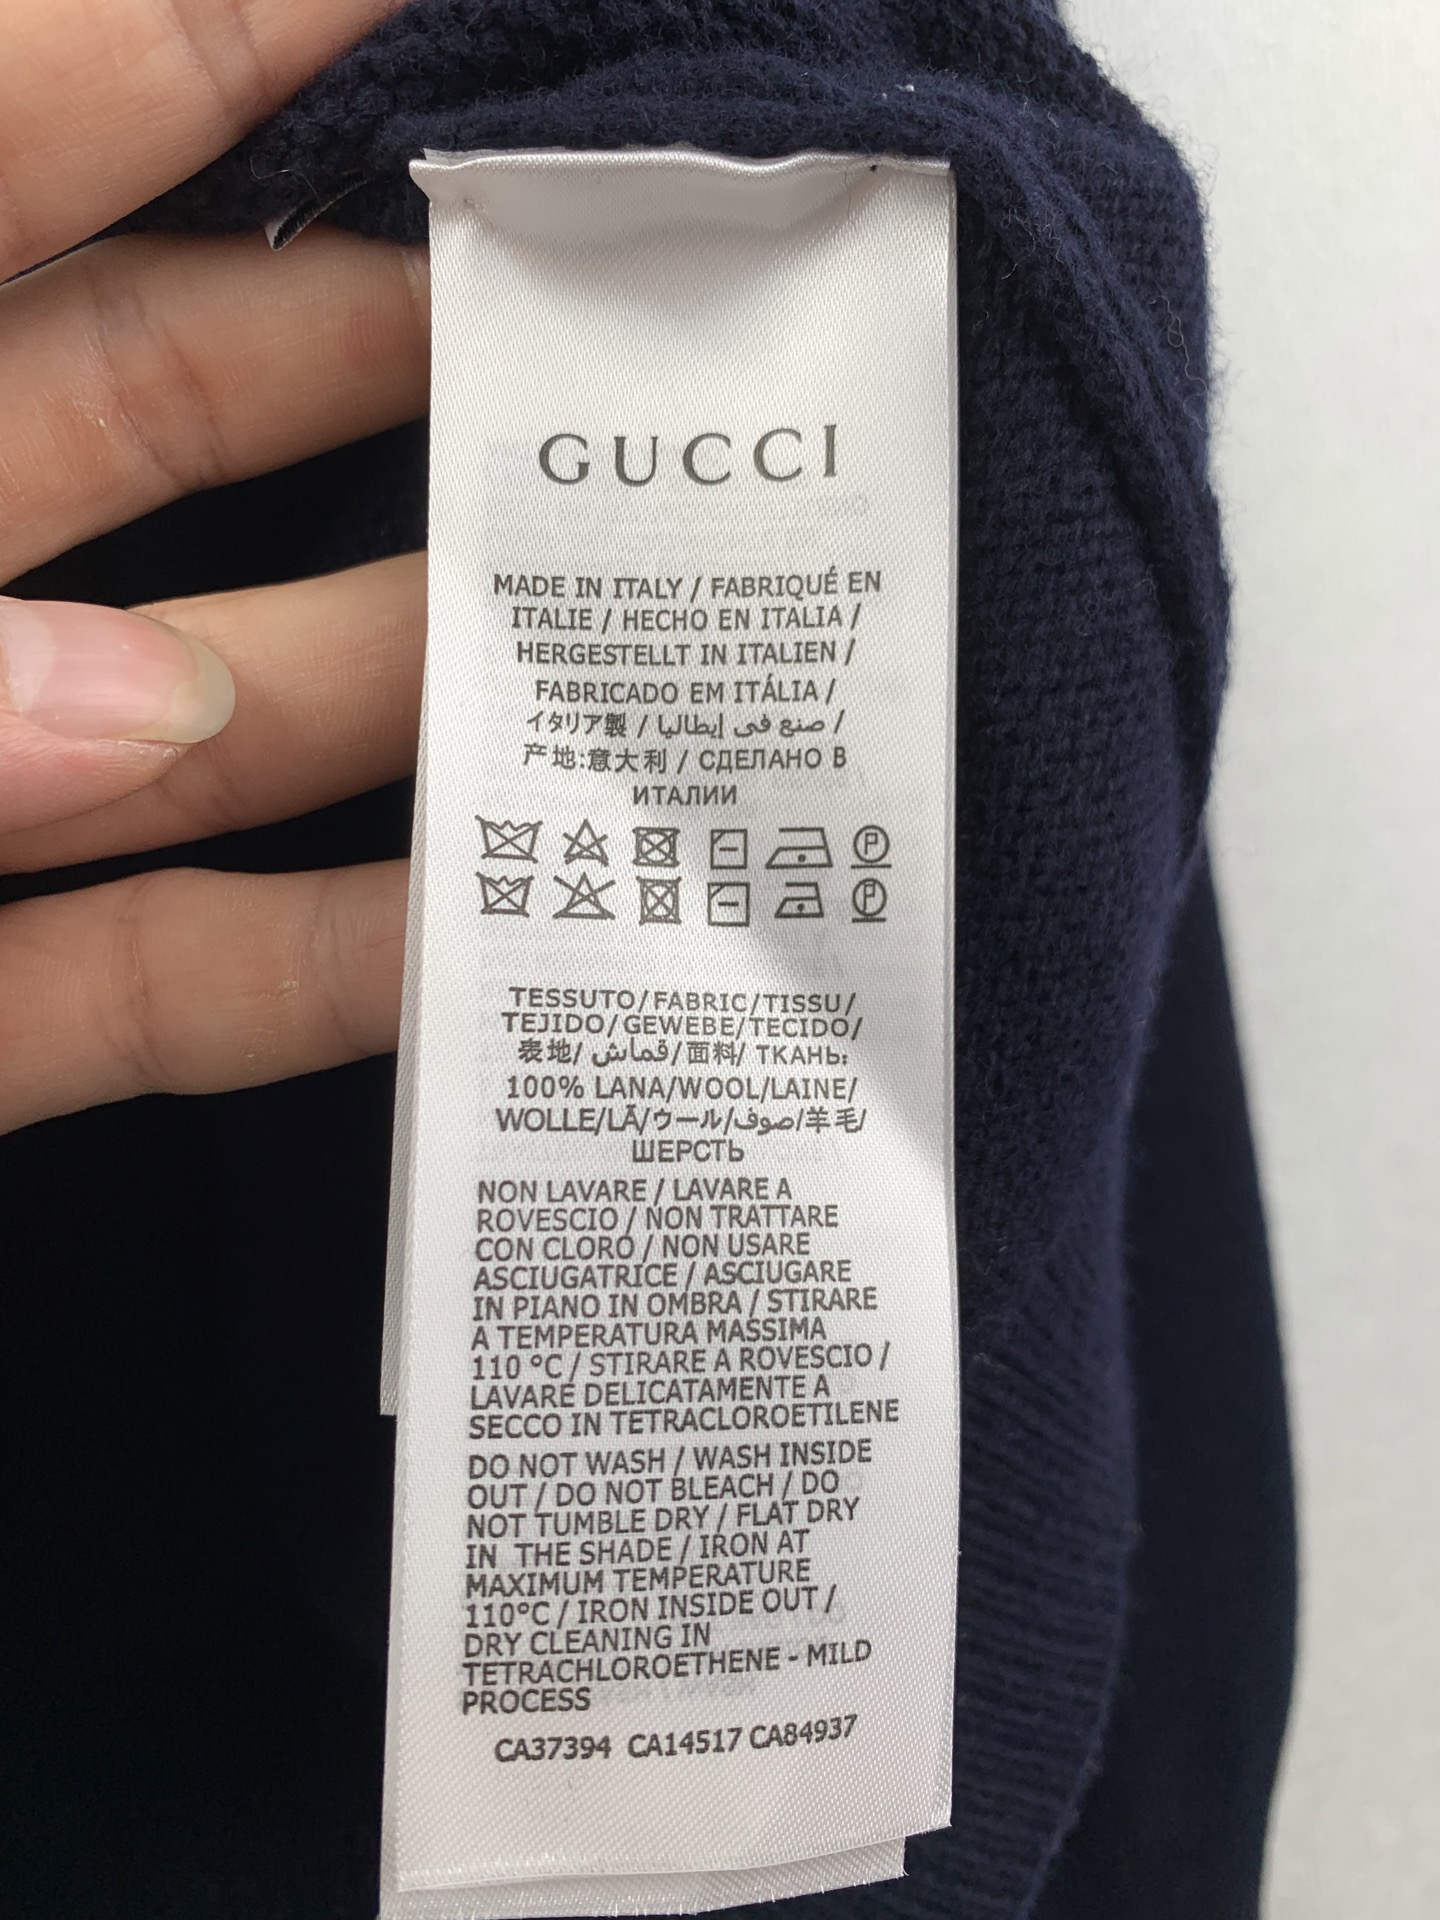 GUCCI
MADE IN ITALY / FABRIQUÉ EN
ITALIE / HECHO EN ITALIA /
HERGESTELLT IN ITALIEN /
FABRICADO EM ITÁLIA /
イタリア製 / صنع في إيطاليا /
产地:意大利 / СДЕЛАНО В
ИТАЛИИ
P
P
TESSUTO/FABRIC/TISSU/
TEJIDO/GEWEBE/TECIDO/
表地/ قماش/面料/ ТКАНЬ:
100% LANA/WOOL/LAINE/
WOLLE/LÃ/ウール/صوف/羊毛/
ШЕРСТЬ
NON LAVARE / LAVARE A
ROVESCIO / NON TRATTARE
CON CLORO / NON USARE
ASCIUGATRICE / ASCIUGARE
IN PIANO IN OMBRA / STIRARE
A TEMPERATURA MASSIMA
110 °C / STIRARE A ROVESCIO /
LAVARE DELICATAMENTE A
SECCO IN TETRACLOROETILENE
DO NOT WASH / WASH INSIDE
OUT / DO NOT BLEACH / DO
NOT TUMBLE DRY / FLAT DRY
IN THE SHADE / IRON AT
MAXIMUM TEMPERATURE
110°C / IRON INSIDE OUT /
DRY CLEANING IN
TETRACHLOROETHENE - MILD
PROCESS
CA37394 CA14517 CA84937